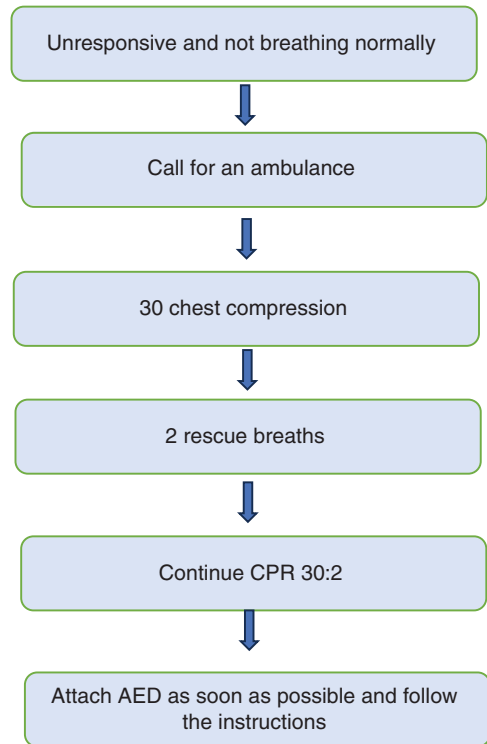 Unresponsive and not breathing normally
Call for an ambulance
30 chest compression
2 rescue breaths
Continue CPR 30:2
Attach AED as soon as possible and follow
the instructions